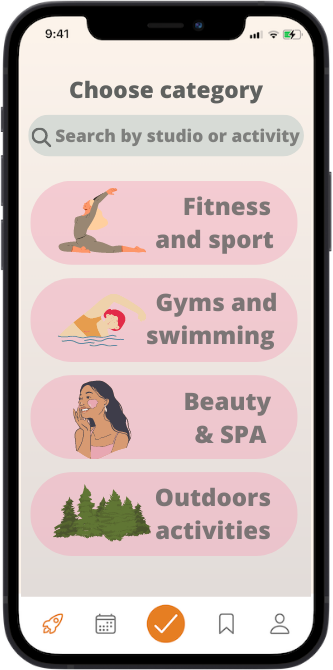 9:41
Choose category
Search by studio or activity
Fitness
and sport
Gyms and
swimming
Beauty
& SPA
Outdoors
activities